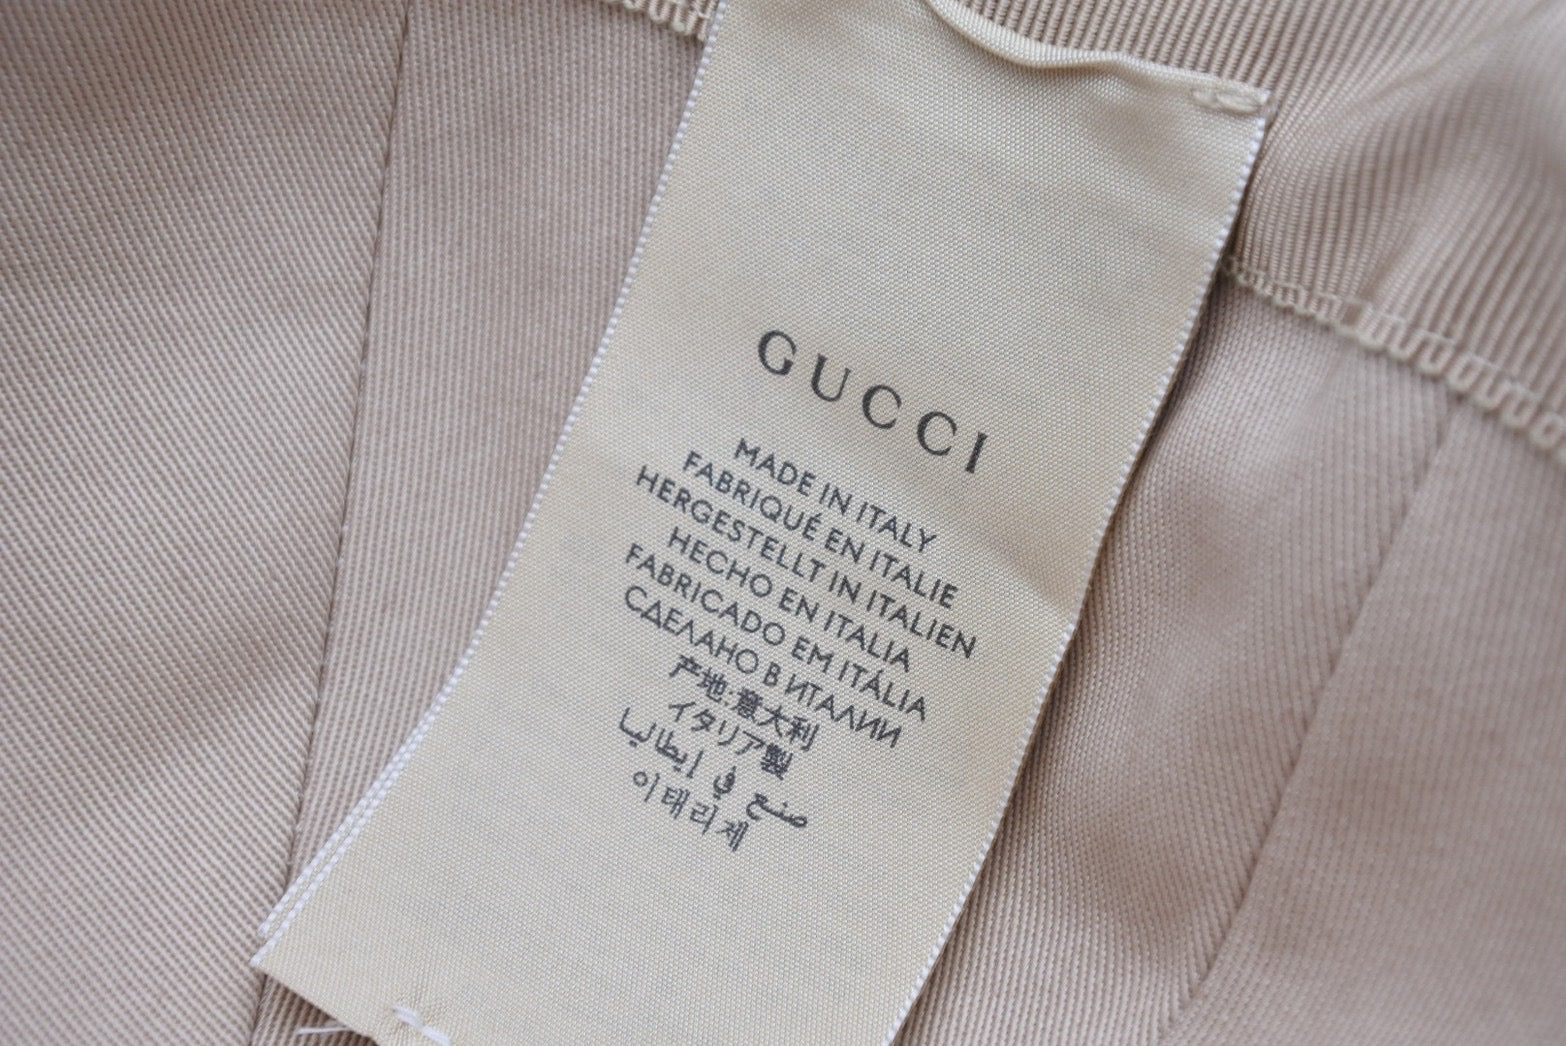 GUCCI
MADE IN ITALY
FABRIQUÉ EN ITALIE
HERGESTELLT IN ITALIEN
HECHO EN ITALIA
FABRICADO EM ITÁLIA
СДЕЛАНО В ИТАЛИИ
产地:意大利
イタリア製
صنع في إيطاليا
이태리제